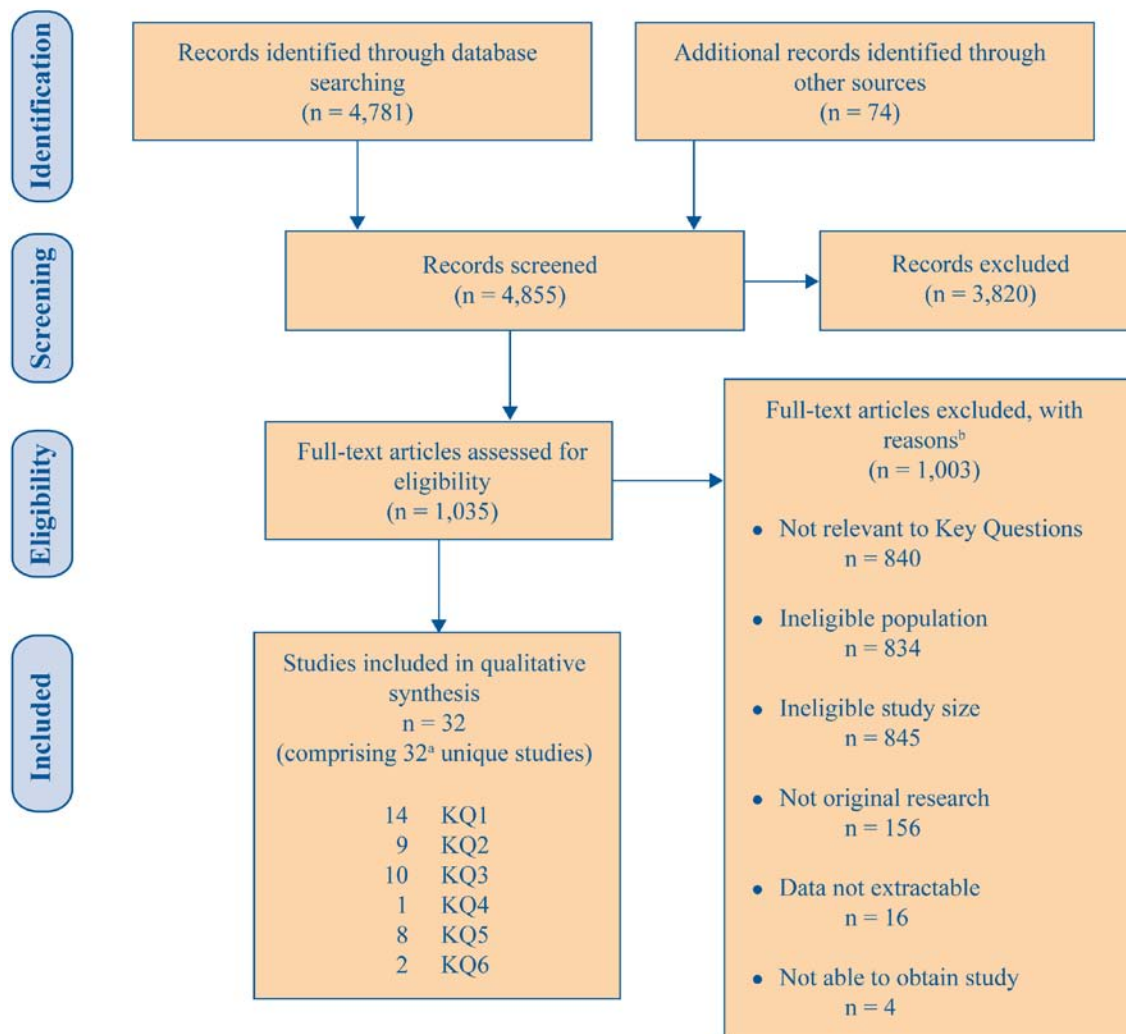 Identification
Records identified through database
searching
(n = 4,781)
Additional records identified through
other sources
(n = 74)
Screening
Records screened
(n = 4,855)
Records excluded
(n = 3,820)
Eligibility
Full-text articles assessed for
eligibility
(n = 1,035)
Full-text articles excluded, with
reasonsᵇ
(n = 1,003)
• Not relevant to Key Questions
n = 840
• Ineligible population
n = 834
• Ineligible study size
n = 845
• Not original research
n = 156
• Data not extractable
n = 16
• Not able to obtain study
n = 4
Included
Studies included in qualitative
synthesis
n = 32
(comprising 32ᵃ unique studies)
14 KQ1
9 KQ2
10 KQ3
1 KQ4
8 KQ5
2 KQ6